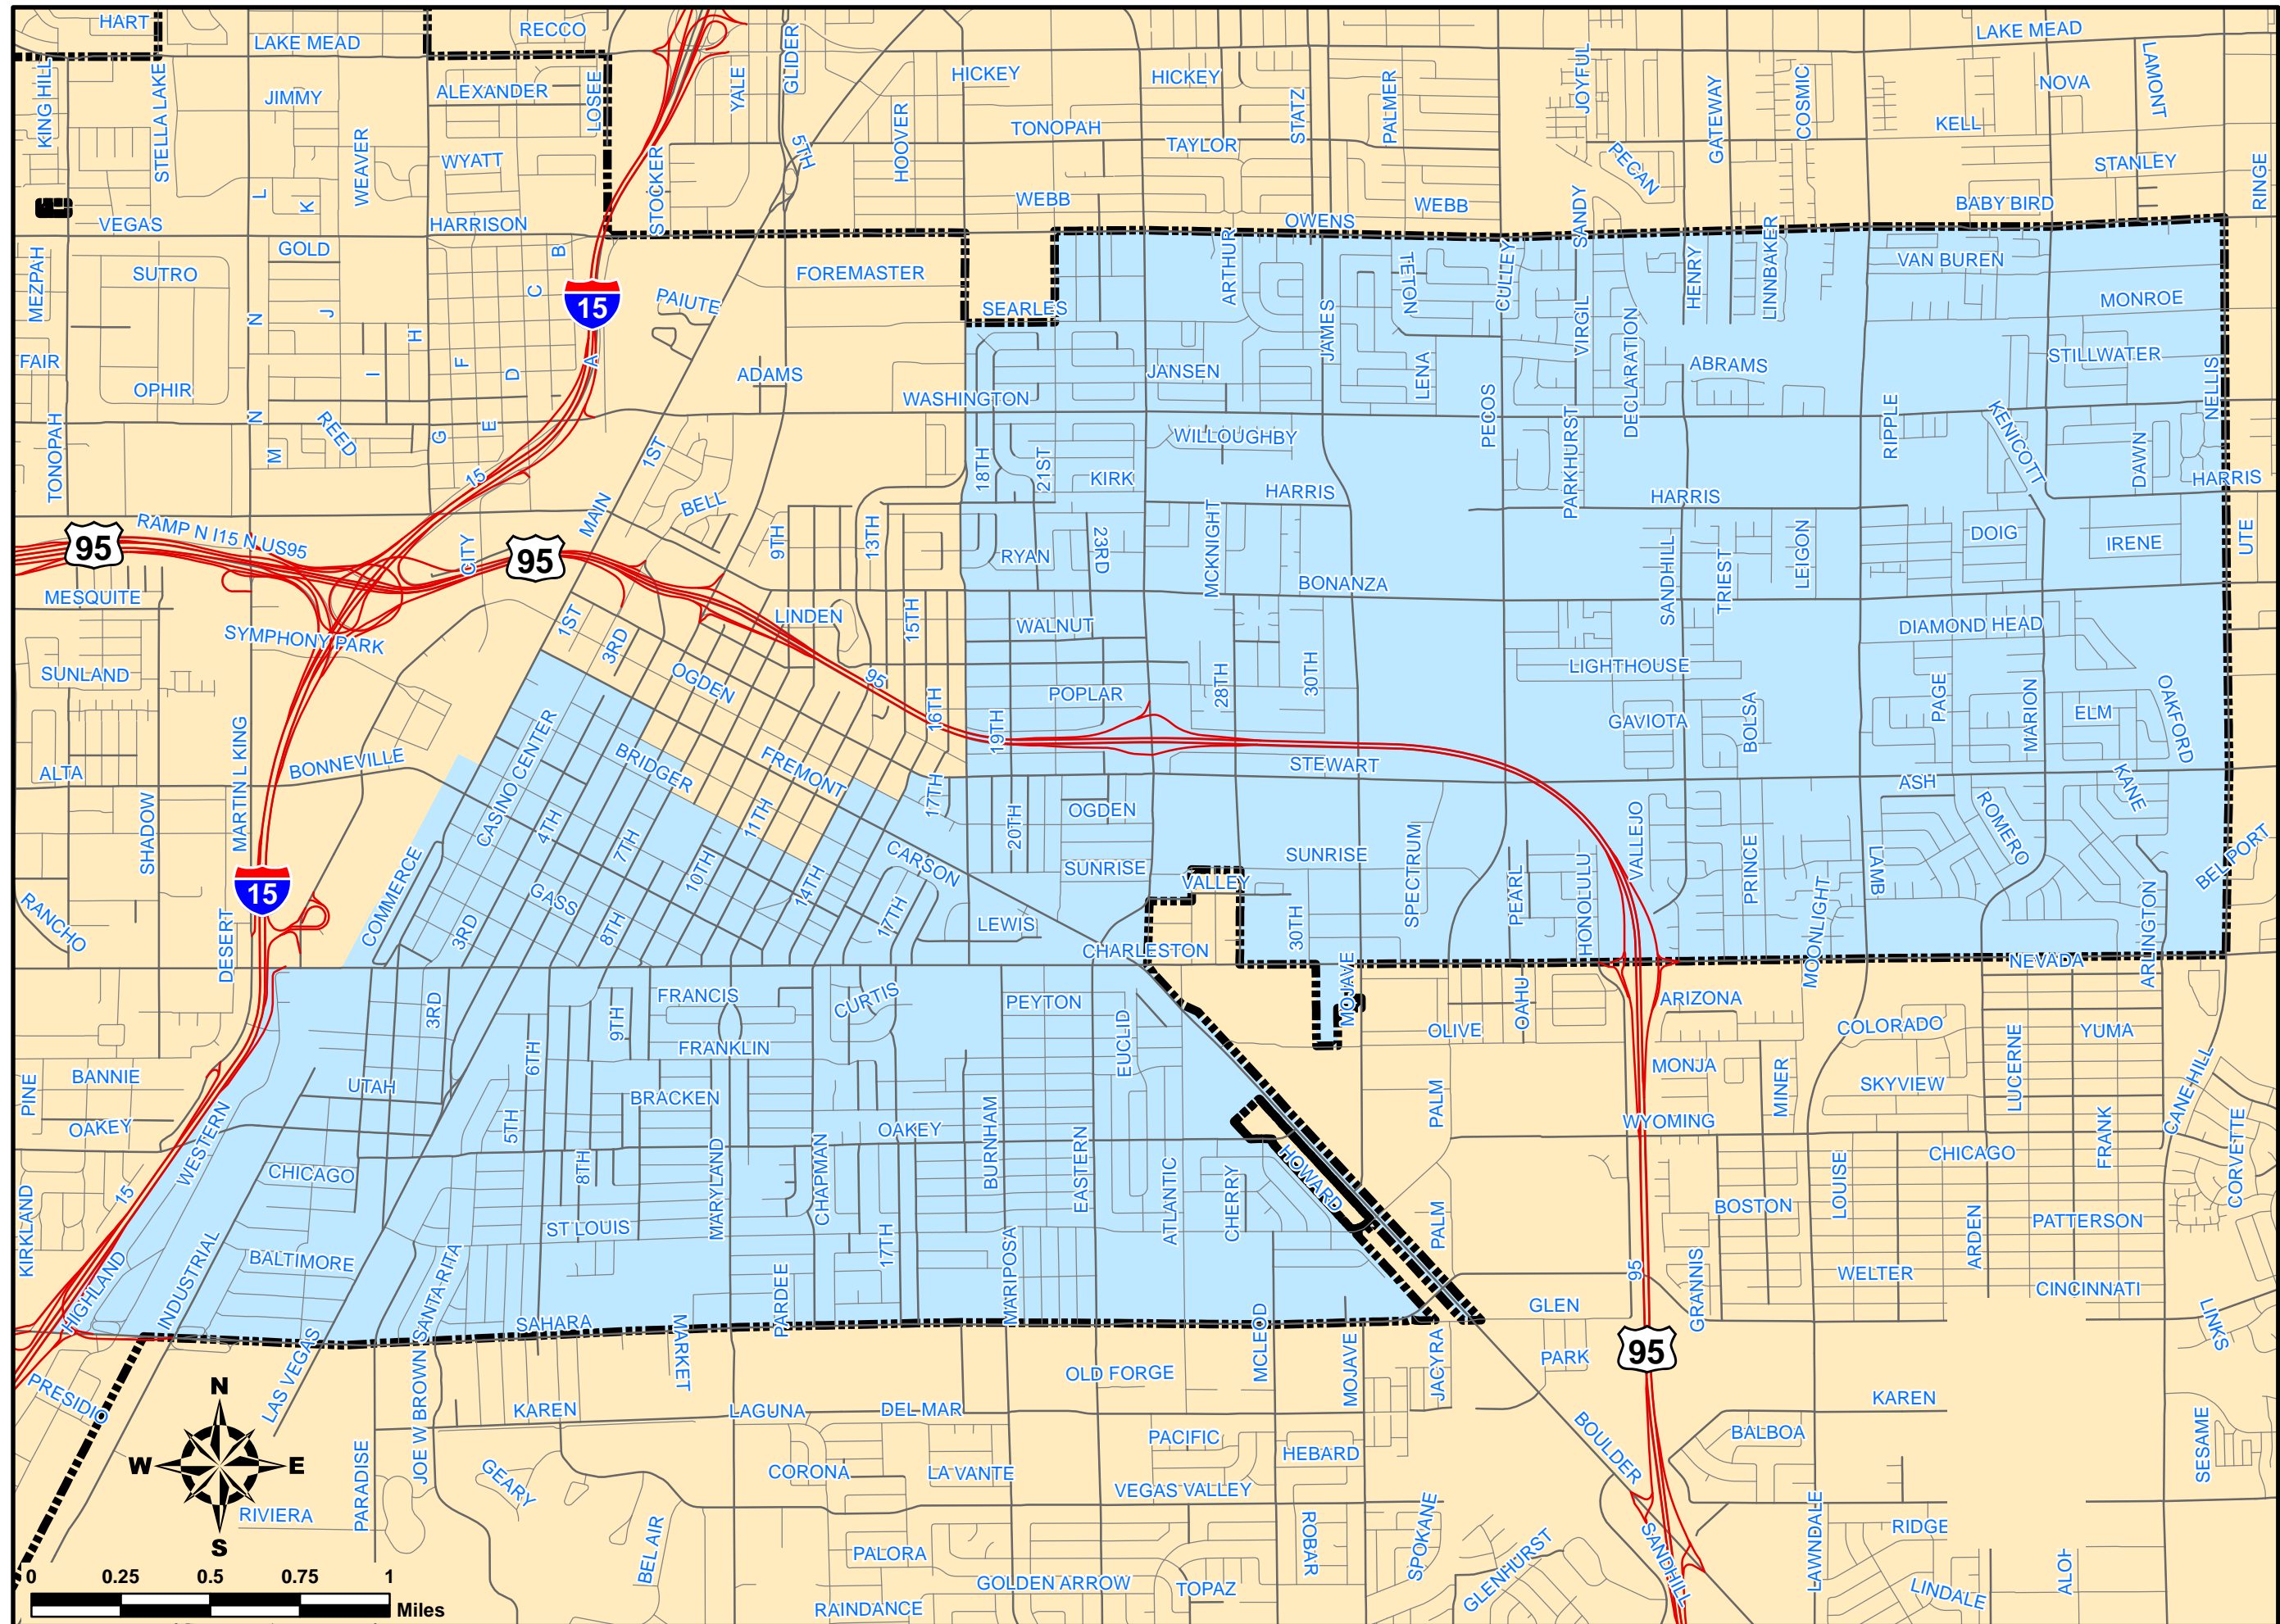 HART
RECCO
LAKE MEAD
LAKE MEAD
KING HILL
STELLA LAKE
JIMMY
ALEXANDER
LOSEE
YALE
GLIDER
HICKEY
HICKEY
JOYFUL
GATEWAY
COSMIC
NOVA
LAMONT
WEAVER
WYATT
STOCKER
5TH
HOOVER
TONOPAH
TAYLOR
STATZ
PALMER
PECAN
KELL
STANLEY
RINGE
L
K
VEGAS
HARRISON
WEBB
WEBB
OWENS
SANDY
BABY BIRD
MEZPAH
SUTRO
GOLD
B
C
15
PAIUTE
FOREMASTER
SEARLES
ARTHUR
JAMES
TETON
CULLEY
VIRGIL
DECLARATION
HENRY
LINNBAKER
VAN BUREN
MONROE
N
J
H
I
F
D
A
FAIR
OPHIR
ADAMS
WASHINGTON
JANSEN
LENA
ABRAMS
STILLWATER
NELLIS
TONOPAH
N
M
REED
G
E
15
1ST
MAIN
BELL
18TH
21ST
KIRK
WILLOUGHBY
HARRIS
PECOS
PARKHURST
HARRIS
RIPPLE
KENICOTT
DAWN
HARRIS
UTE
95
RAMP N I15 N US95
CITY
95
9TH
13TH
RYAN
23RD
MCKNIGHT
BONANZA
SANDHILL
TRIEST
LEIGON
DOIG
IRENE
MESQUITE
SYMPHONY PARK
1ST
3RD
LINDEN
15TH
WALNUT
DIAMOND HEAD
SUNLAND
OGDEN
95
16TH
19TH
POPLAR
28TH
30TH
LIGHTHOUSE
GAVIOTA
BOLSA
PAGE
MARION
ELM
OAKFORD
ALTA
SHADOW
MARTIN L KING
BONNEVILLE
CASINO CENTER
BRIDGER
FREMONT
STEWART
ASH
KANE
4TH
7TH
11TH
17TH
20TH
OGDEN
VALLEJO
ROMERO
15
COMMERCE
GASS
10TH
14TH
CARSON
SUNRISE
SUNRISE
VALLEY
SPECTRUM
PEARL
HONOLULU
PRINCE
MOONLIGHT
LAMB
BELPORT
RANCHO
DESERT
3RD
8TH
17TH
LEWIS
CHARLESTON
30TH
MOJAVE
NEVADA
ARLINGTON
3RD
9TH
FRANCIS
CURTIS
PEYTON
EUCLID
OLIVE
OAHU
ARIZONA
COLORADO
YUMA
PINE
BANNIE
UTAH
6TH
FRANKLIN
MONJA
MINER
SKYVIEW
LUCERNE
CANE HILL
OAKEY
WESTERN
5TH
BRACKEN
OAKEY
BURNHAM
PALM
WYOMING
FRANK
CORVETTE
KIRKLAND
15
CHICAGO
8TH
MARYLAND
CHAPMAN
EASTERN
ATLANTIC
CHERRY
HOWARD
CHICAGO
LOUISE
HIGHLAND
INDUSTRIAL
BALTIMORE
SANTA RITA
ST LOUIS
17TH
MARIPOSA
PALM
BOSTON
PATTERSON
ARDEN
PARDEE
95
GRANNIS
WELTER
CINCINNATI
SAHARA
MARKET
MCLEOD
MOJAVE
JACYRA
GLEN
PARK
95
LINKS
PRESIDIO
LAS VEGAS
JOE W BROWN
OLD FORGE
N
W
E
S
PARADISE
KAREN
LAGUNA
DEL MAR
PACIFIC
HEBARD
BOULDER
BALBOA
KAREN
SESAME
RIVIERA
GEARY
CORONA
LA VANTE
VEGAS VALLEY
BEL AIR
PALORA
ROBAR
SPOKANE
GLENHURST
SANDHILL
LAWNDALE
RIDGE
LINDALE
ALOH
GOLDEN ARROW
TOPAZ
RAINDANCE
0 0.25 0.5 0.75 1
Miles